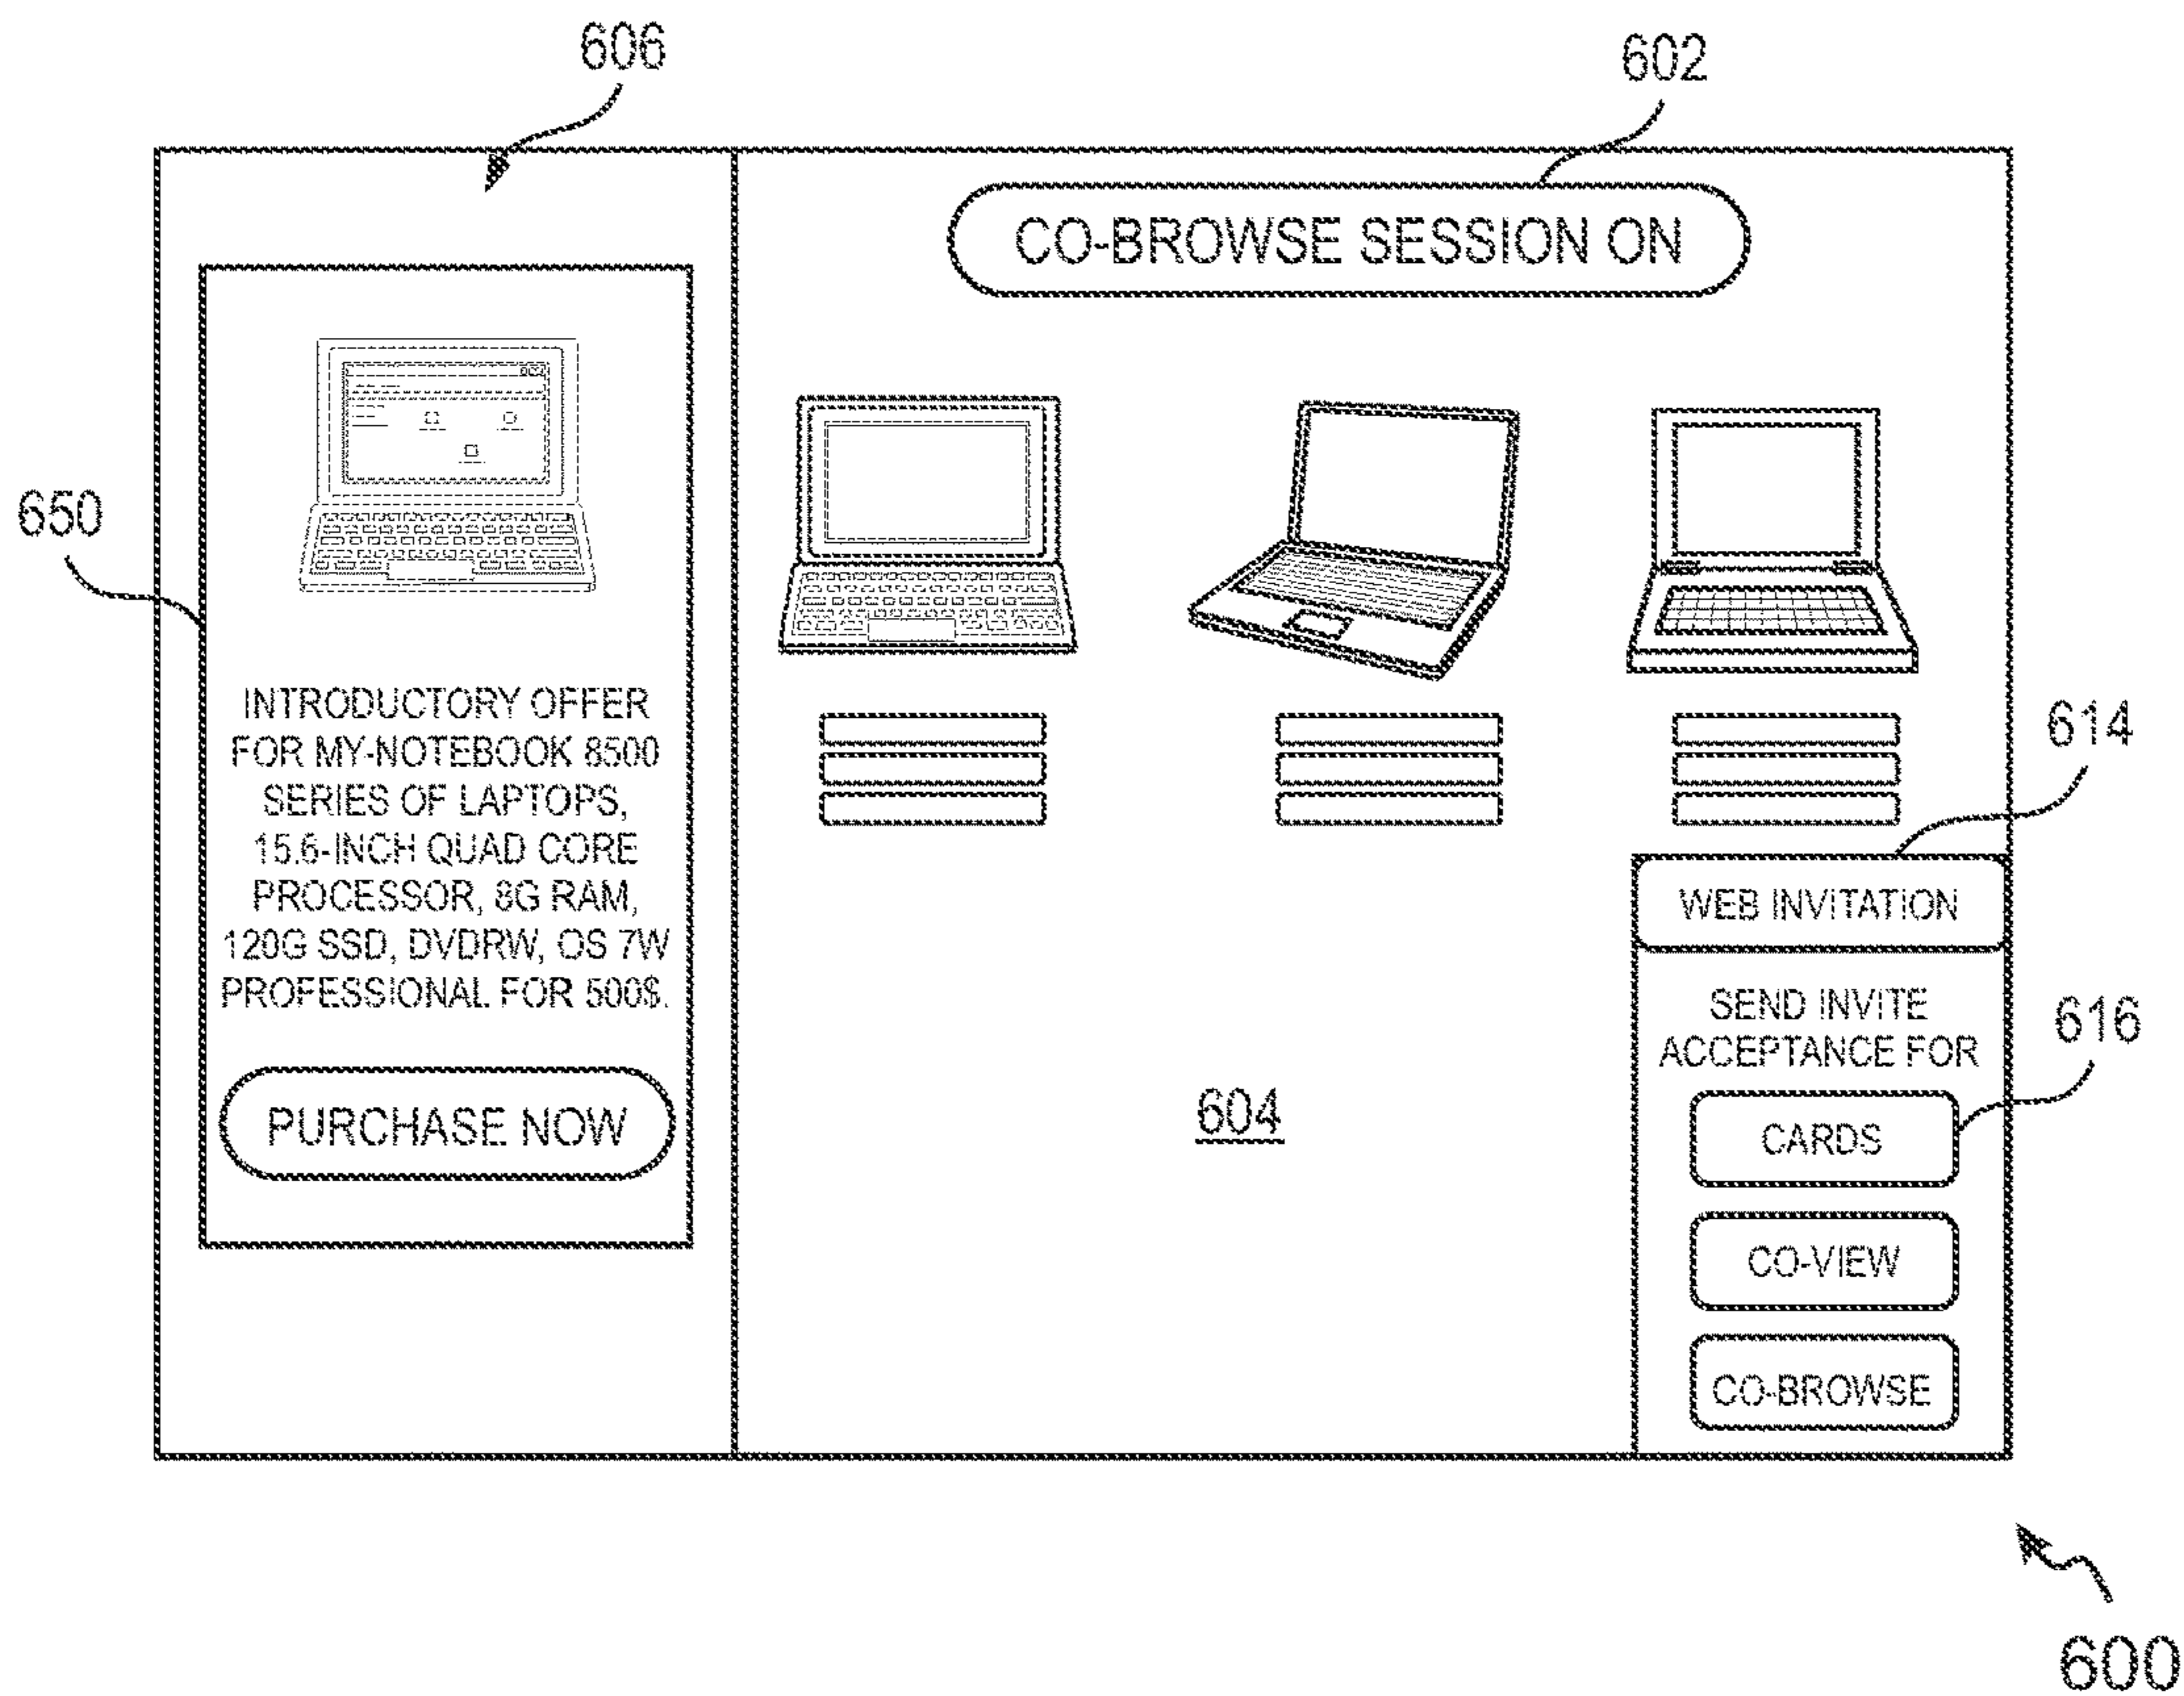 606
602
CO-BROWSE SESSION ON
650
INTRODUCTORY OFFER
FOR MY-NOTEBOOK 8500
SERIES OF LAPTOPS,
15.6-INCH QUAD CORE
PROCESSOR, 8G RAM,
120G SSD, DVDRW, OS 7W
PROFESSIONAL FOR 500$.
PURCHASE NOW
604
614
WEB INVITATION
SEND INVITE
ACCEPTANCE FOR
616
CARDS
CO-VIEW
CO-BROWSE
600